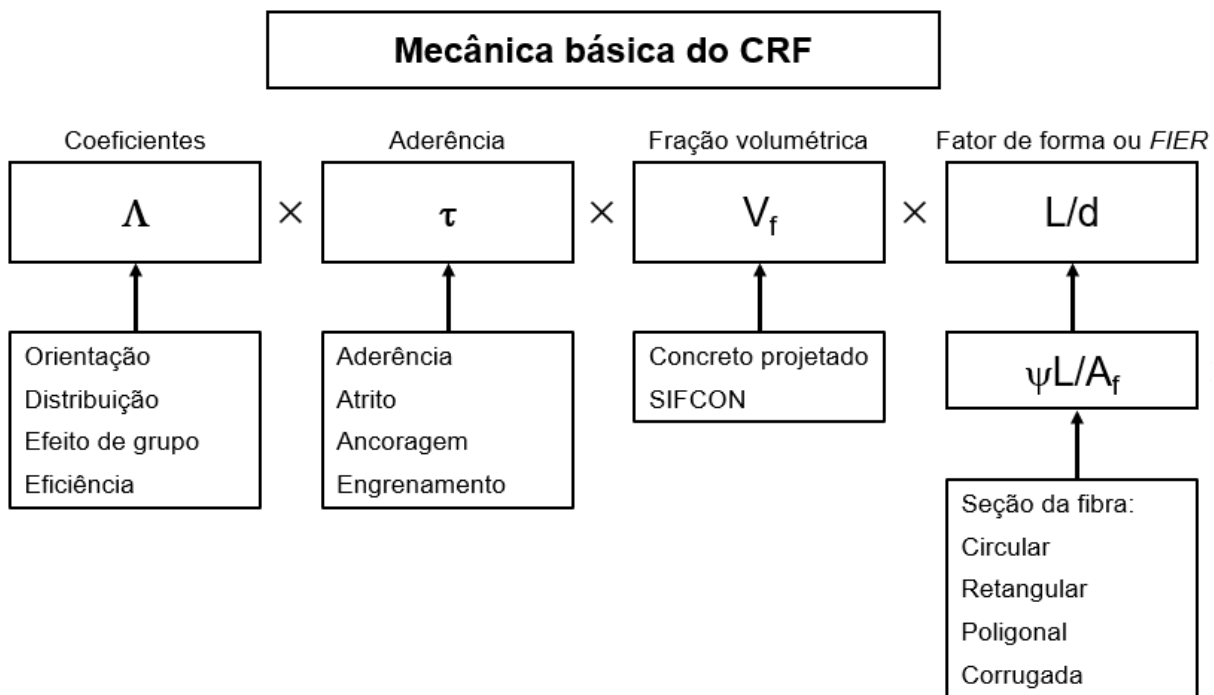 Mecânica básica do CRF
Coeficientes
Aderência
Fração volumétrica
Fator de forma ou FIER
Λ × τ × V_f × L/d
Orientação
Distribuição
Efeito de grupo
Eficiência
Aderência
Atrito
Ancoragem
Engrenamento
Concreto projetado
SIFCON
ψL/A_f
Seção da fibra:
Circular
Retangular
Poligonal
Corrugada